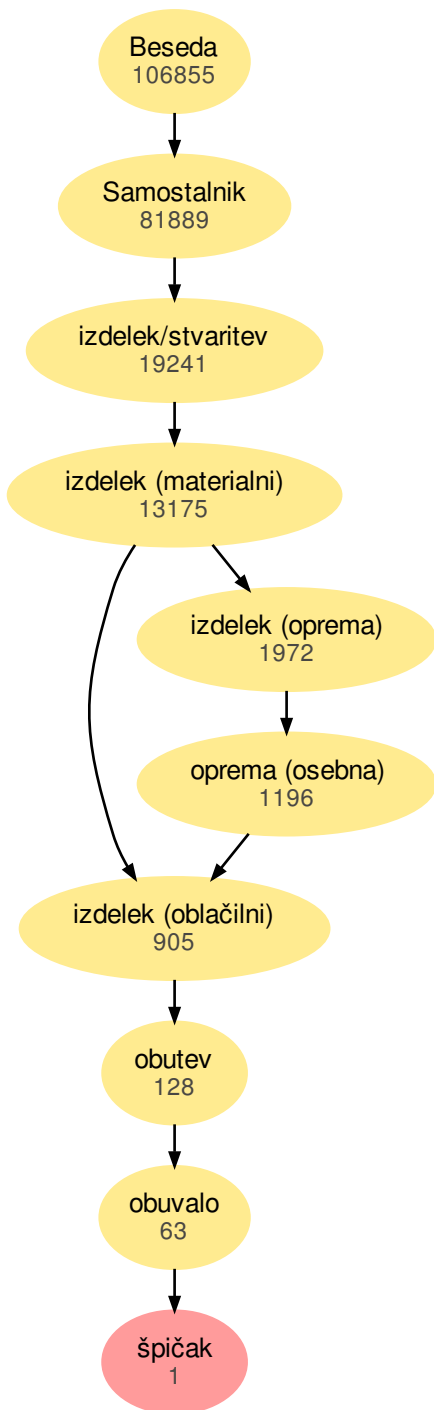 Beseda
106855
Samostalnik
81889
izdelek/stvaritev
19241
izdelek (materialni)
13175
izdelek (oprema)
1972
oprema (osebna)
1196
izdelek (oblačilni)
905
obutev
128
obuvalo
63
špičak
1